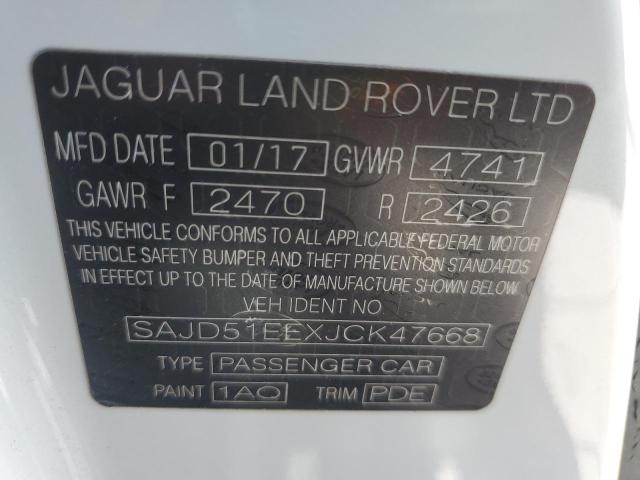 JAGUAR LAND ROVER LTD
MFD DATE 01/17 GVWR 4741
GAWR F 2470 R 2426
THIS VEHICLE CONFORMS TO ALL APPLICABLE FEDERAL MOTOR
VEHICLE SAFETY BUMPER AND THEFT PREVENTION STANDARDS
IN EFFECT UP TO THE DATE OF MANUFACTURE SHOWN ABOVE
VEH IDENT NO
SAJD51EEXJCK47668
TYPE PASSENGER CAR
PAINT 1AQ TRIM PDE